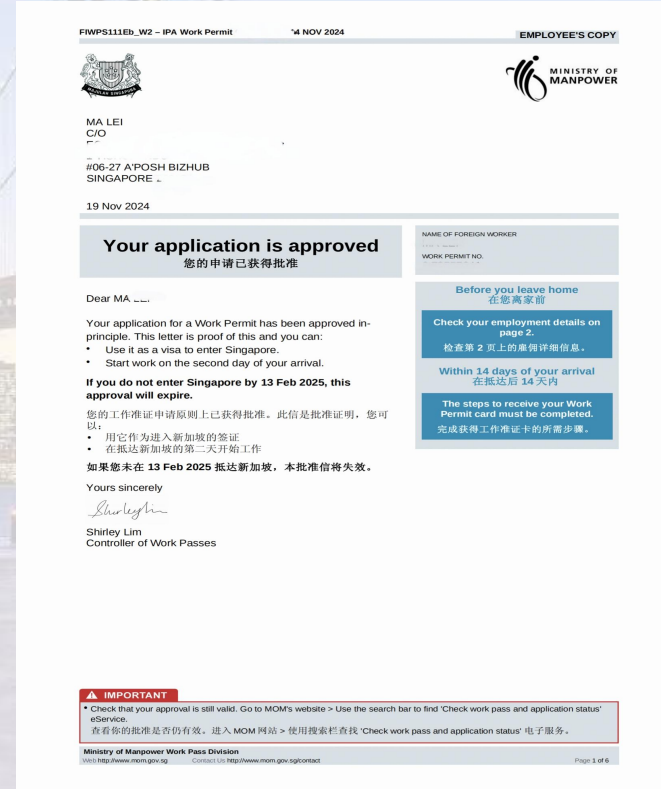 FIWPS111Eb_W2 – IPA Work Permit
4 NOV 2024
EMPLOYEE'S COPY
MAJULAH SINGAPURA
MINISTRY OF
MANPOWER
MA LEI
C/O
#06-27 A'POSH BIZHUB
SINGAPORE
19 Nov 2024
Your application is approved
您的申请已获得批准
NAME OF FOREIGN WORKER
WORK PERMIT NO.
Dear MA
Your application for a Work Permit has been approved in-
principle. This letter is proof of this and you can:
• Use it as a visa to enter Singapore.
• Start work on the second day of your arrival.
If you do not enter Singapore by 13 Feb 2025, this
approval will expire.
您的工作准证申请原则上已获得批准。此信是批准证明，您可
以：
• 用它作为进入新加坡的签证
• 在抵达新加坡的第二天开始工作
如果您未在 13 Feb 2025 抵达新加坡，本批准信将失效。
Yours sincerely
Shirley Lim
Controller of Work Passes
Before you leave home
在您离家前
Check your employment details on
page 2.
检查第 2 页上的雇佣详细信息。
Within 14 days of your arrival
在抵达后 14 天内
The steps to receive your Work
Permit card must be completed.
完成获得工作准证卡的所需步骤。
IMPORTANT
• Check that your approval is still valid. Go to MOM's website > Use the search bar to find 'Check work pass and application status'
eService.
查看你的批准是否仍有效。进入 MOM 网站 > 使用搜索栏查找 'Check work pass and application status' 电子服务。
Ministry of Manpower Work Pass Division
Web http://www.mom.gov.sg Contact Us http://www.mom.gov.sg/contact
Page 1 of 6